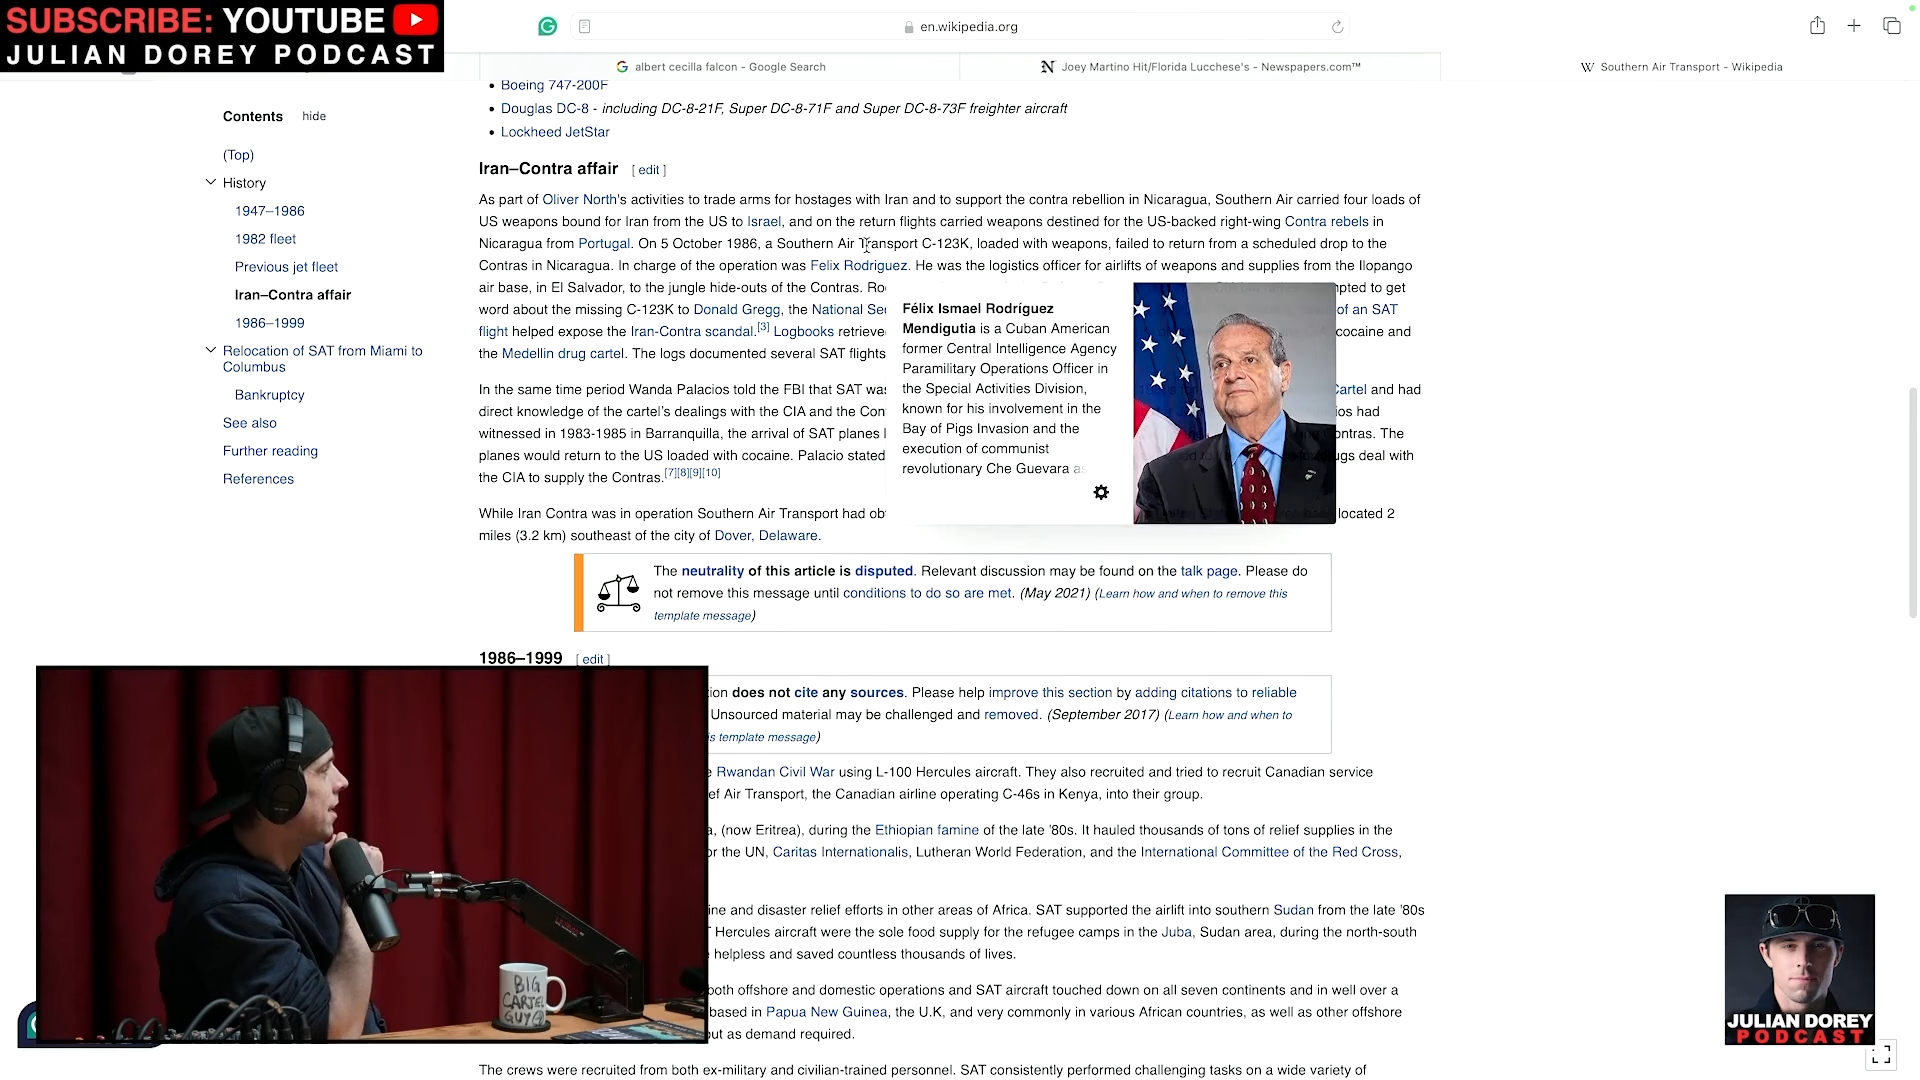 SUBSCRIBE: YOUTUBE
JULIAN DOREY PODCAST
en.wikipedia.org
albert cecilla falcon - Google Search
Joey Martino Hit/Florida Lucchese's - Newspapers.com™
Southern Air Transport - Wikipedia
Contents hide
(Top)
History
1947–1986
1982 fleet
Previous jet fleet
Iran–Contra affair
1986–1999
Relocation of SAT from Miami to
Columbus
Bankruptcy
See also
Further reading
References
• Boeing 747-200F
• Douglas DC-8 - including DC-8-21F, Super DC-8-71F and Super DC-8-73F freighter aircraft
• Lockheed JetStar
Iran–Contra affair [ edit ]
As part of Oliver North's activities to trade arms for hostages with Iran and to support the contra rebellion in Nicaragua, Southern Air carried four loads of
US weapons bound for Iran from the US to Israel, and on the return flights carried weapons destined for the US-backed right-wing Contra rebels in
Nicaragua from Portugal. On 5 October 1986, a Southern Air Transport C-123K, loaded with weapons, failed to return from a scheduled drop to the
Contras in Nicaragua. In charge of the operation was Felix Rodriguez. He was the logistics officer for airlifts of weapons and supplies from the Ilopango
air base, in El Salvador, to the jungle hide-outs of the Contras. Ro mpted to get
word about the missing C-123K to Donald Gregg, the National Se of an SAT
flight helped expose the Iran-Contra scandal.[3] Logbooks retrieve cocaine and
the Medellin drug cartel. The logs documented several SAT flights
In the same time period Wanda Palacios told the FBI that SAT was Cartel and had
direct knowledge of the cartel's dealings with the CIA and the Con ios had
witnessed in 1983-1985 in Barranquilla, the arrival of SAT planes ontras. The
planes would return to the US loaded with cocaine. Palacio stated ugs deal with
the CIA to supply the Contras.[7][8][9][10]
While Iran Contra was in operation Southern Air Transport had ob located 2
miles (3.2 km) southeast of the city of Dover, Delaware.
Félix Ismael Rodríguez
Mendigutia is a Cuban American
former Central Intelligence Agency
Paramilitary Operations Officer in
the Special Activities Division,
known for his involvement in the
Bay of Pigs Invasion and the
execution of communist
revolutionary Che Guevara as
The neutrality of this article is disputed. Relevant discussion may be found on the talk page. Please do
not remove this message until conditions to do so are met. (May 2021) (Learn how and when to remove this
template message)
1986–1999 [ edit ]
ion does not cite any sources. Please help improve this section by adding citations to reliable
Unsourced material may be challenged and removed. (September 2017) (Learn how and when to
is template message)
e Rwandan Civil War using L-100 Hercules aircraft. They also recruited and tried to recruit Canadian service
ef Air Transport, the Canadian airline operating C-46s in Kenya, into their group.
a, (now Eritrea), during the Ethiopian famine of the late '80s. It hauled thousands of tons of relief supplies in the
or the UN, Caritas Internationalis, Lutheran World Federation, and the International Committee of the Red Cross,
ine and disaster relief efforts in other areas of Africa. SAT supported the airlift into southern Sudan from the late '80s
T Hercules aircraft were the sole food supply for the refugee camps in the Juba, Sudan area, during the north-south
e helpless and saved countless thousands of lives.
both offshore and domestic operations and SAT aircraft touched down on all seven continents and in well over a
based in Papua New Guinea, the U.K, and very commonly in various African countries, as well as other offshore
out as demand required.
The crews were recruited from both ex-military and civilian-trained personnel. SAT consistently performed challenging tasks on a wide variety of
BIG
CARTEL
GUY
JULIAN DOREY
PODCAST